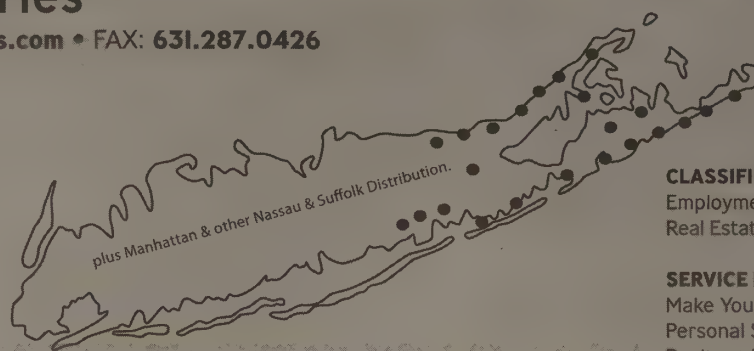 s.com • FAX: 631.287.0426
plus Manhattan & other Nassau & Suffolk Distribution.
CLASSIFI
Employme
Real Estat
SERVICE
Make You
Personal S